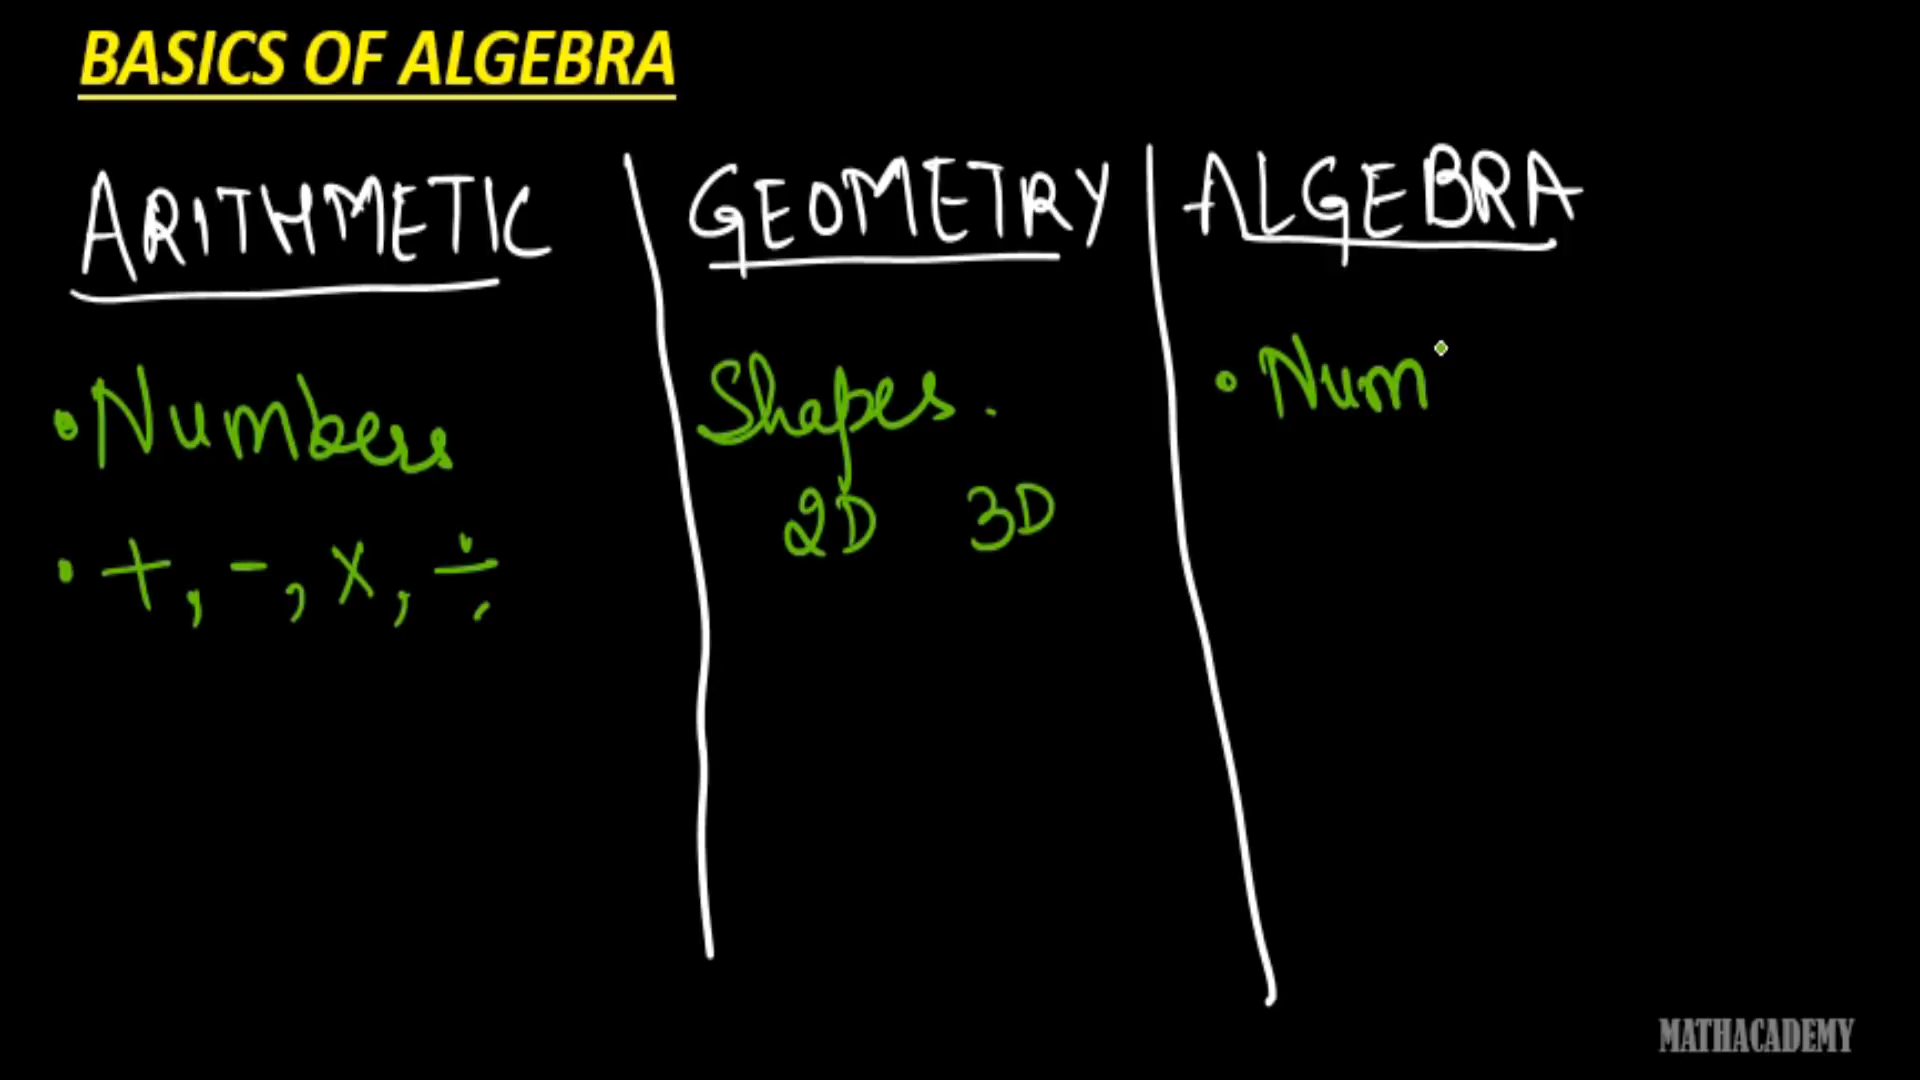 BASICS OF ALGEBRA
ARITHMETIC
• Numbers
• +, -, x, ÷
GEOMETRY
Shapes.
2D 3D
ALGEBRA
• Num
MATHACADEMY